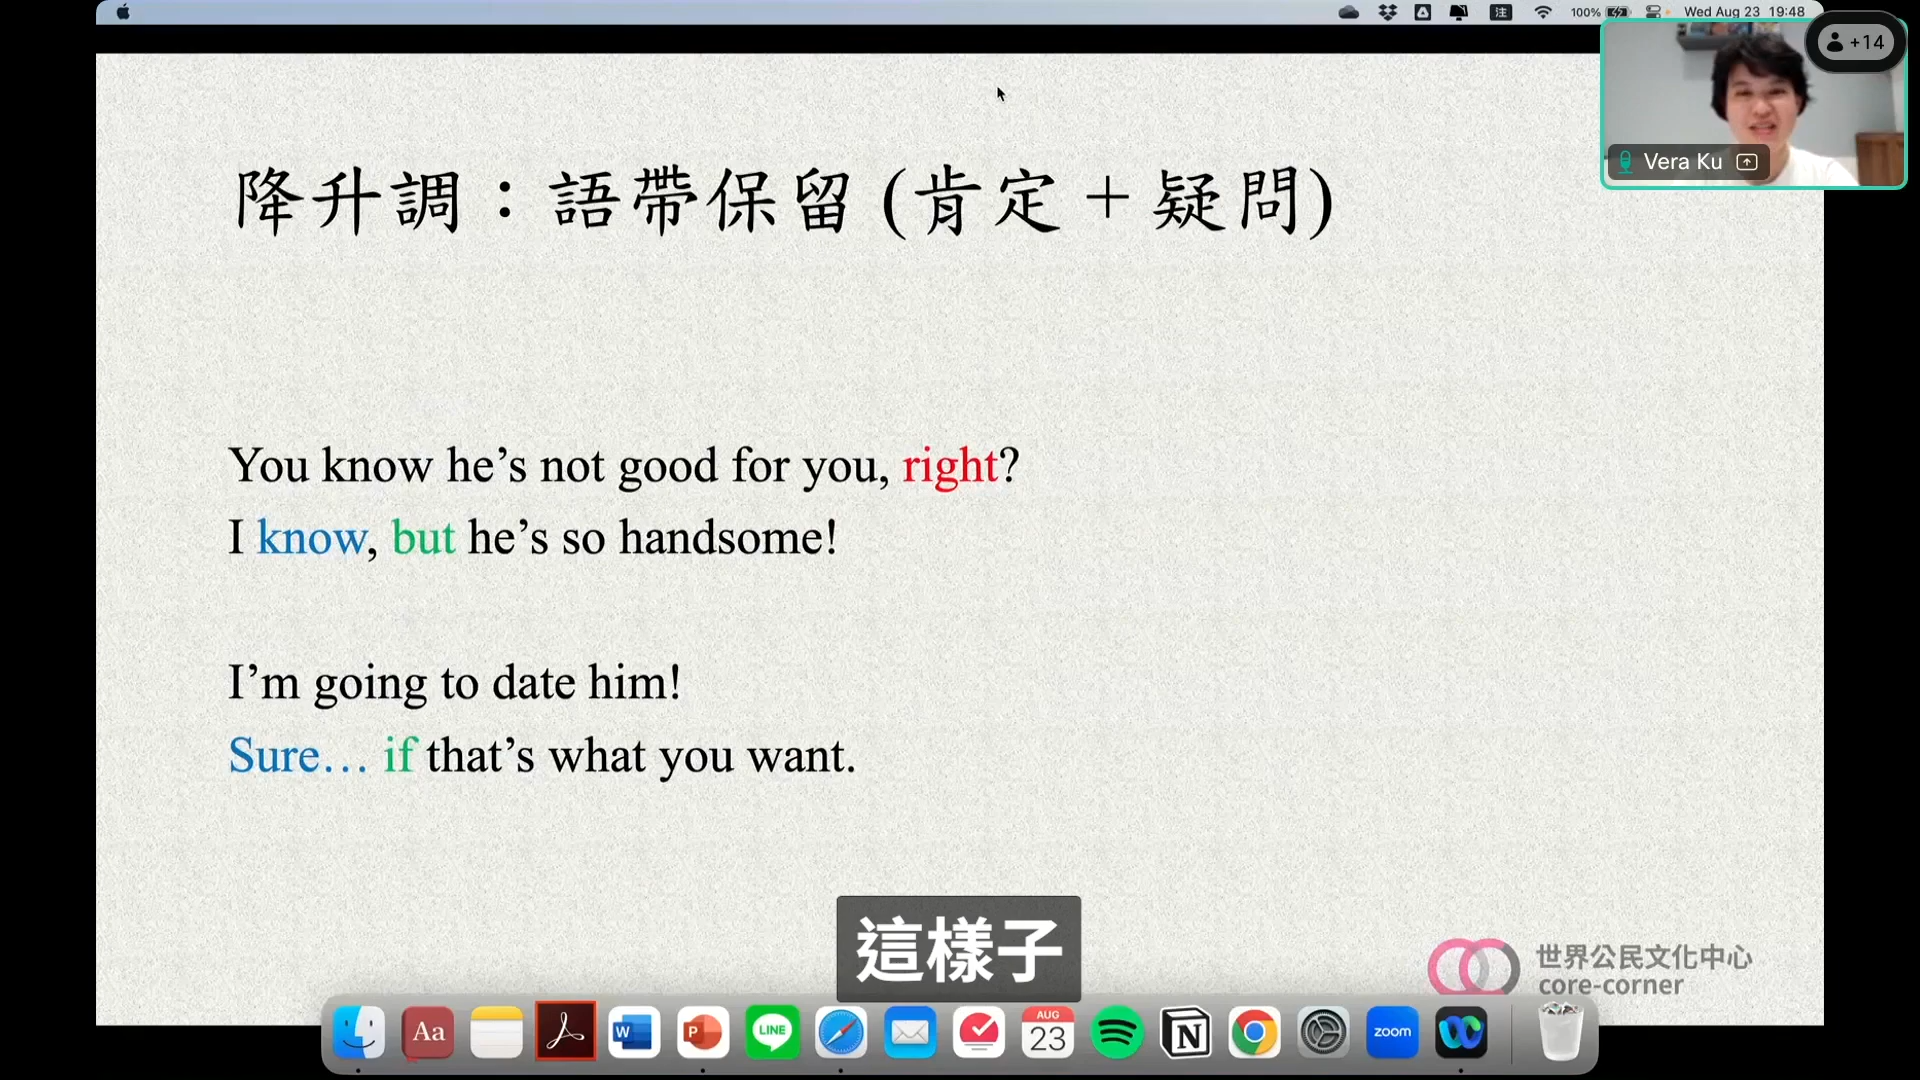 100%
Wed Aug 23 19:48
+14
Vera Ku
降升調：語帶保留 (肯定 + 疑問)
You know he’s not good for you, right?
I know, but he’s so handsome!
I’m going to date him!
Sure… if that’s what you want.
這樣子
世界公民文化中心
core-corner
Aa
W
P
LINE
AUG
23
N
zoom
注